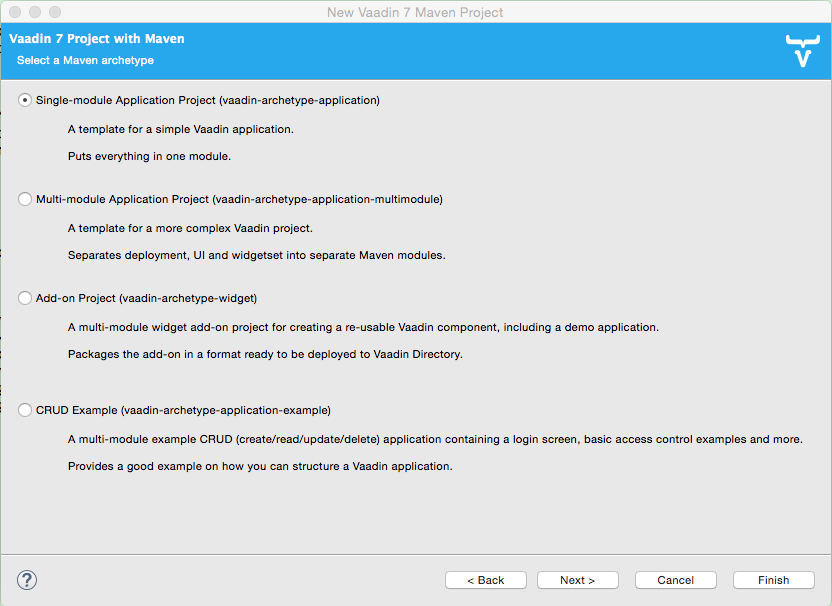 New Vaadin 7 Maven Project
Vaadin 7 Project with Maven
Select a Maven archetype
Single-module Application Project (vaadin-archetype-application)
A template for a simple Vaadin application.
Puts everything in one module.
Multi-module Application Project (vaadin-archetype-application-multimodule)
A template for a more complex Vaadin project.
Separates deployment, UI and widgetset into separate Maven modules.
Add-on Project (vaadin-archetype-widget)
A multi-module widget add-on project for creating a re-usable Vaadin component, including a demo application.
Packages the add-on in a format ready to be deployed to Vaadin Directory.
CRUD Example (vaadin-archetype-application-example)
A multi-module example CRUD (create/read/update/delete) application containing a login screen, basic access control examples and more.
Provides a good example on how you can structure a Vaadin application.
? < Back Next > Cancel Finish